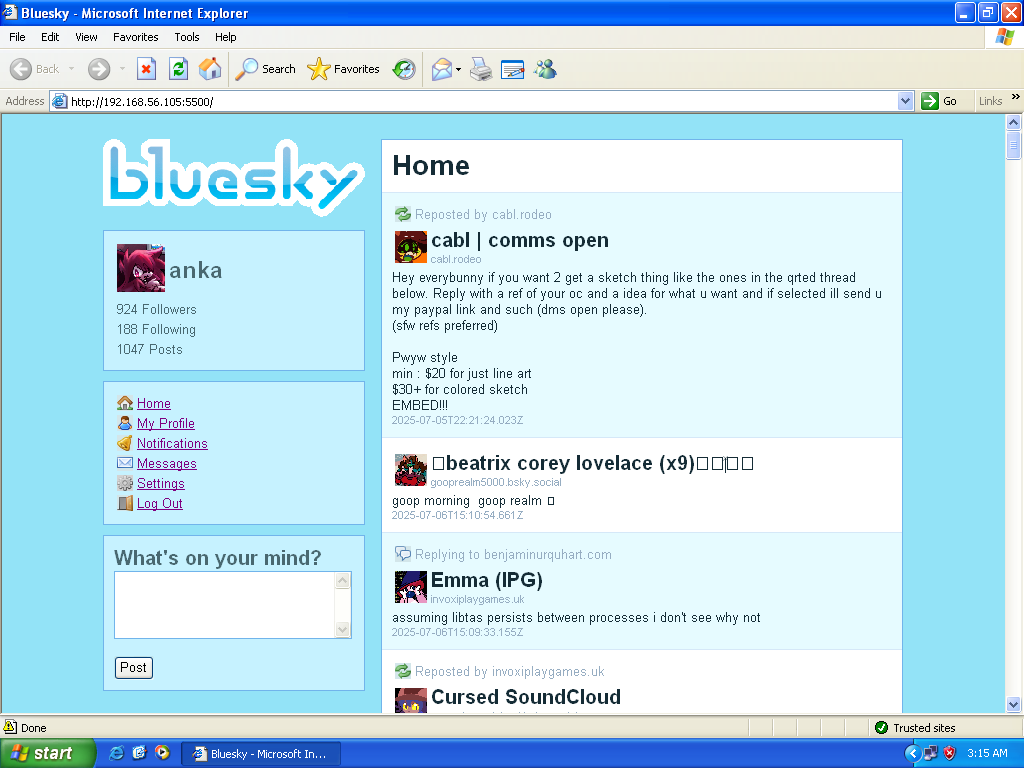 Bluesky - Microsoft Internet Explorer
File Edit View Favorites Tools Help
Back Search Favorites
Address http://192.168.56.105:5500/ Go Links »
bluesky
anka
924 Followers
188 Following
1047 Posts
Home
My Profile
Notifications
Messages
Settings
Log Out
What's on your mind?
Post
Home
Reposted by cabl.rodeo
cabl | comms open
cabl.rodeo
Hey everybunny if you want 2 get a sketch thing like the ones in the qrted thread
below. Reply with a ref of your oc and a idea for what u want and if selected ill send u
my paypal link and such (dms open please).
(sfw refs preferred)
Pwyw style
min : $20 for just line art
$30+ for colored sketch
EMBED!!!
2025-07-05T22:21:24.023Z
beatrix corey lovelace (x9)
gooprealm5000.bsky.social
goop morning goop realm
2025-07-06T15:10:54.661Z
Replying to benjaminurquhart.com
Emma (IPG)
invoxiplaygames.uk
assuming libtas persists between processes i don't see why not
2025-07-06T15:09:33.155Z
Reposted by invoxiplaygames.uk
Cursed SoundCloud
Done Trusted sites
start Bluesky - Microsoft In... 3:15 AM